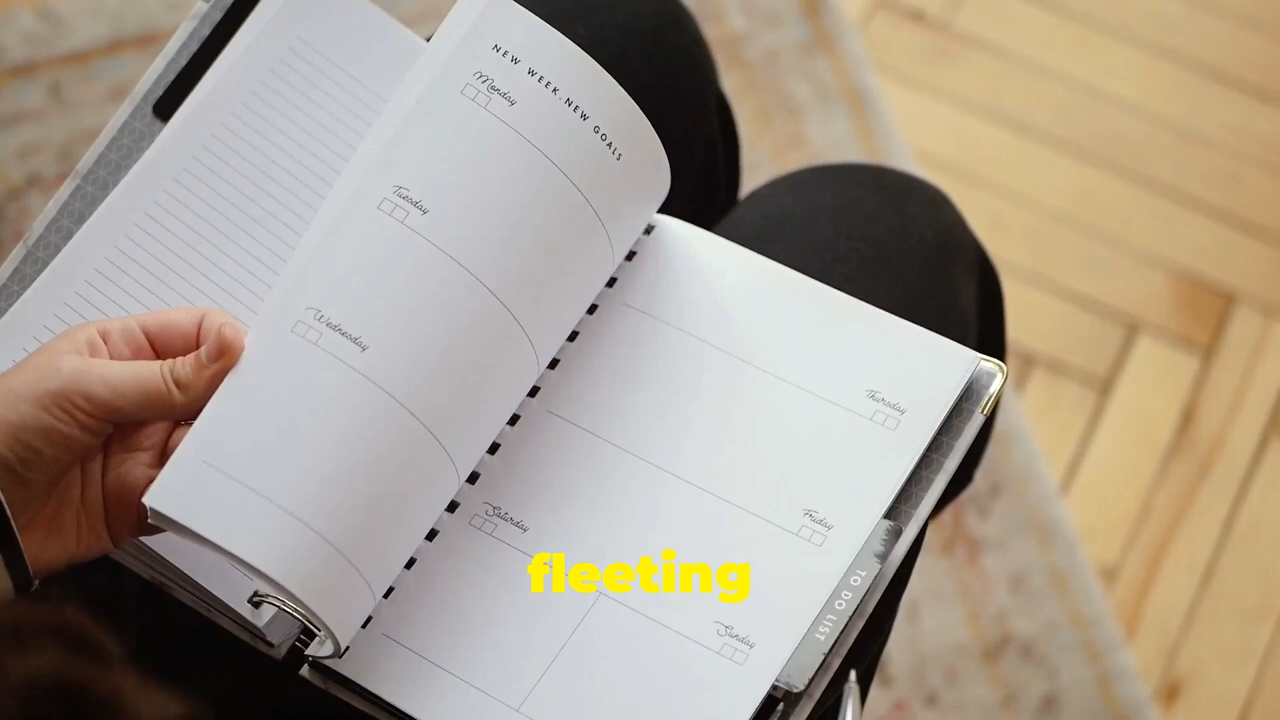 NEW WEEK. NEW GOALS
Monday
Tuesday
Wednesday
Thursday
Friday
Saturday
Sunday
TO DO LIST
fleeting